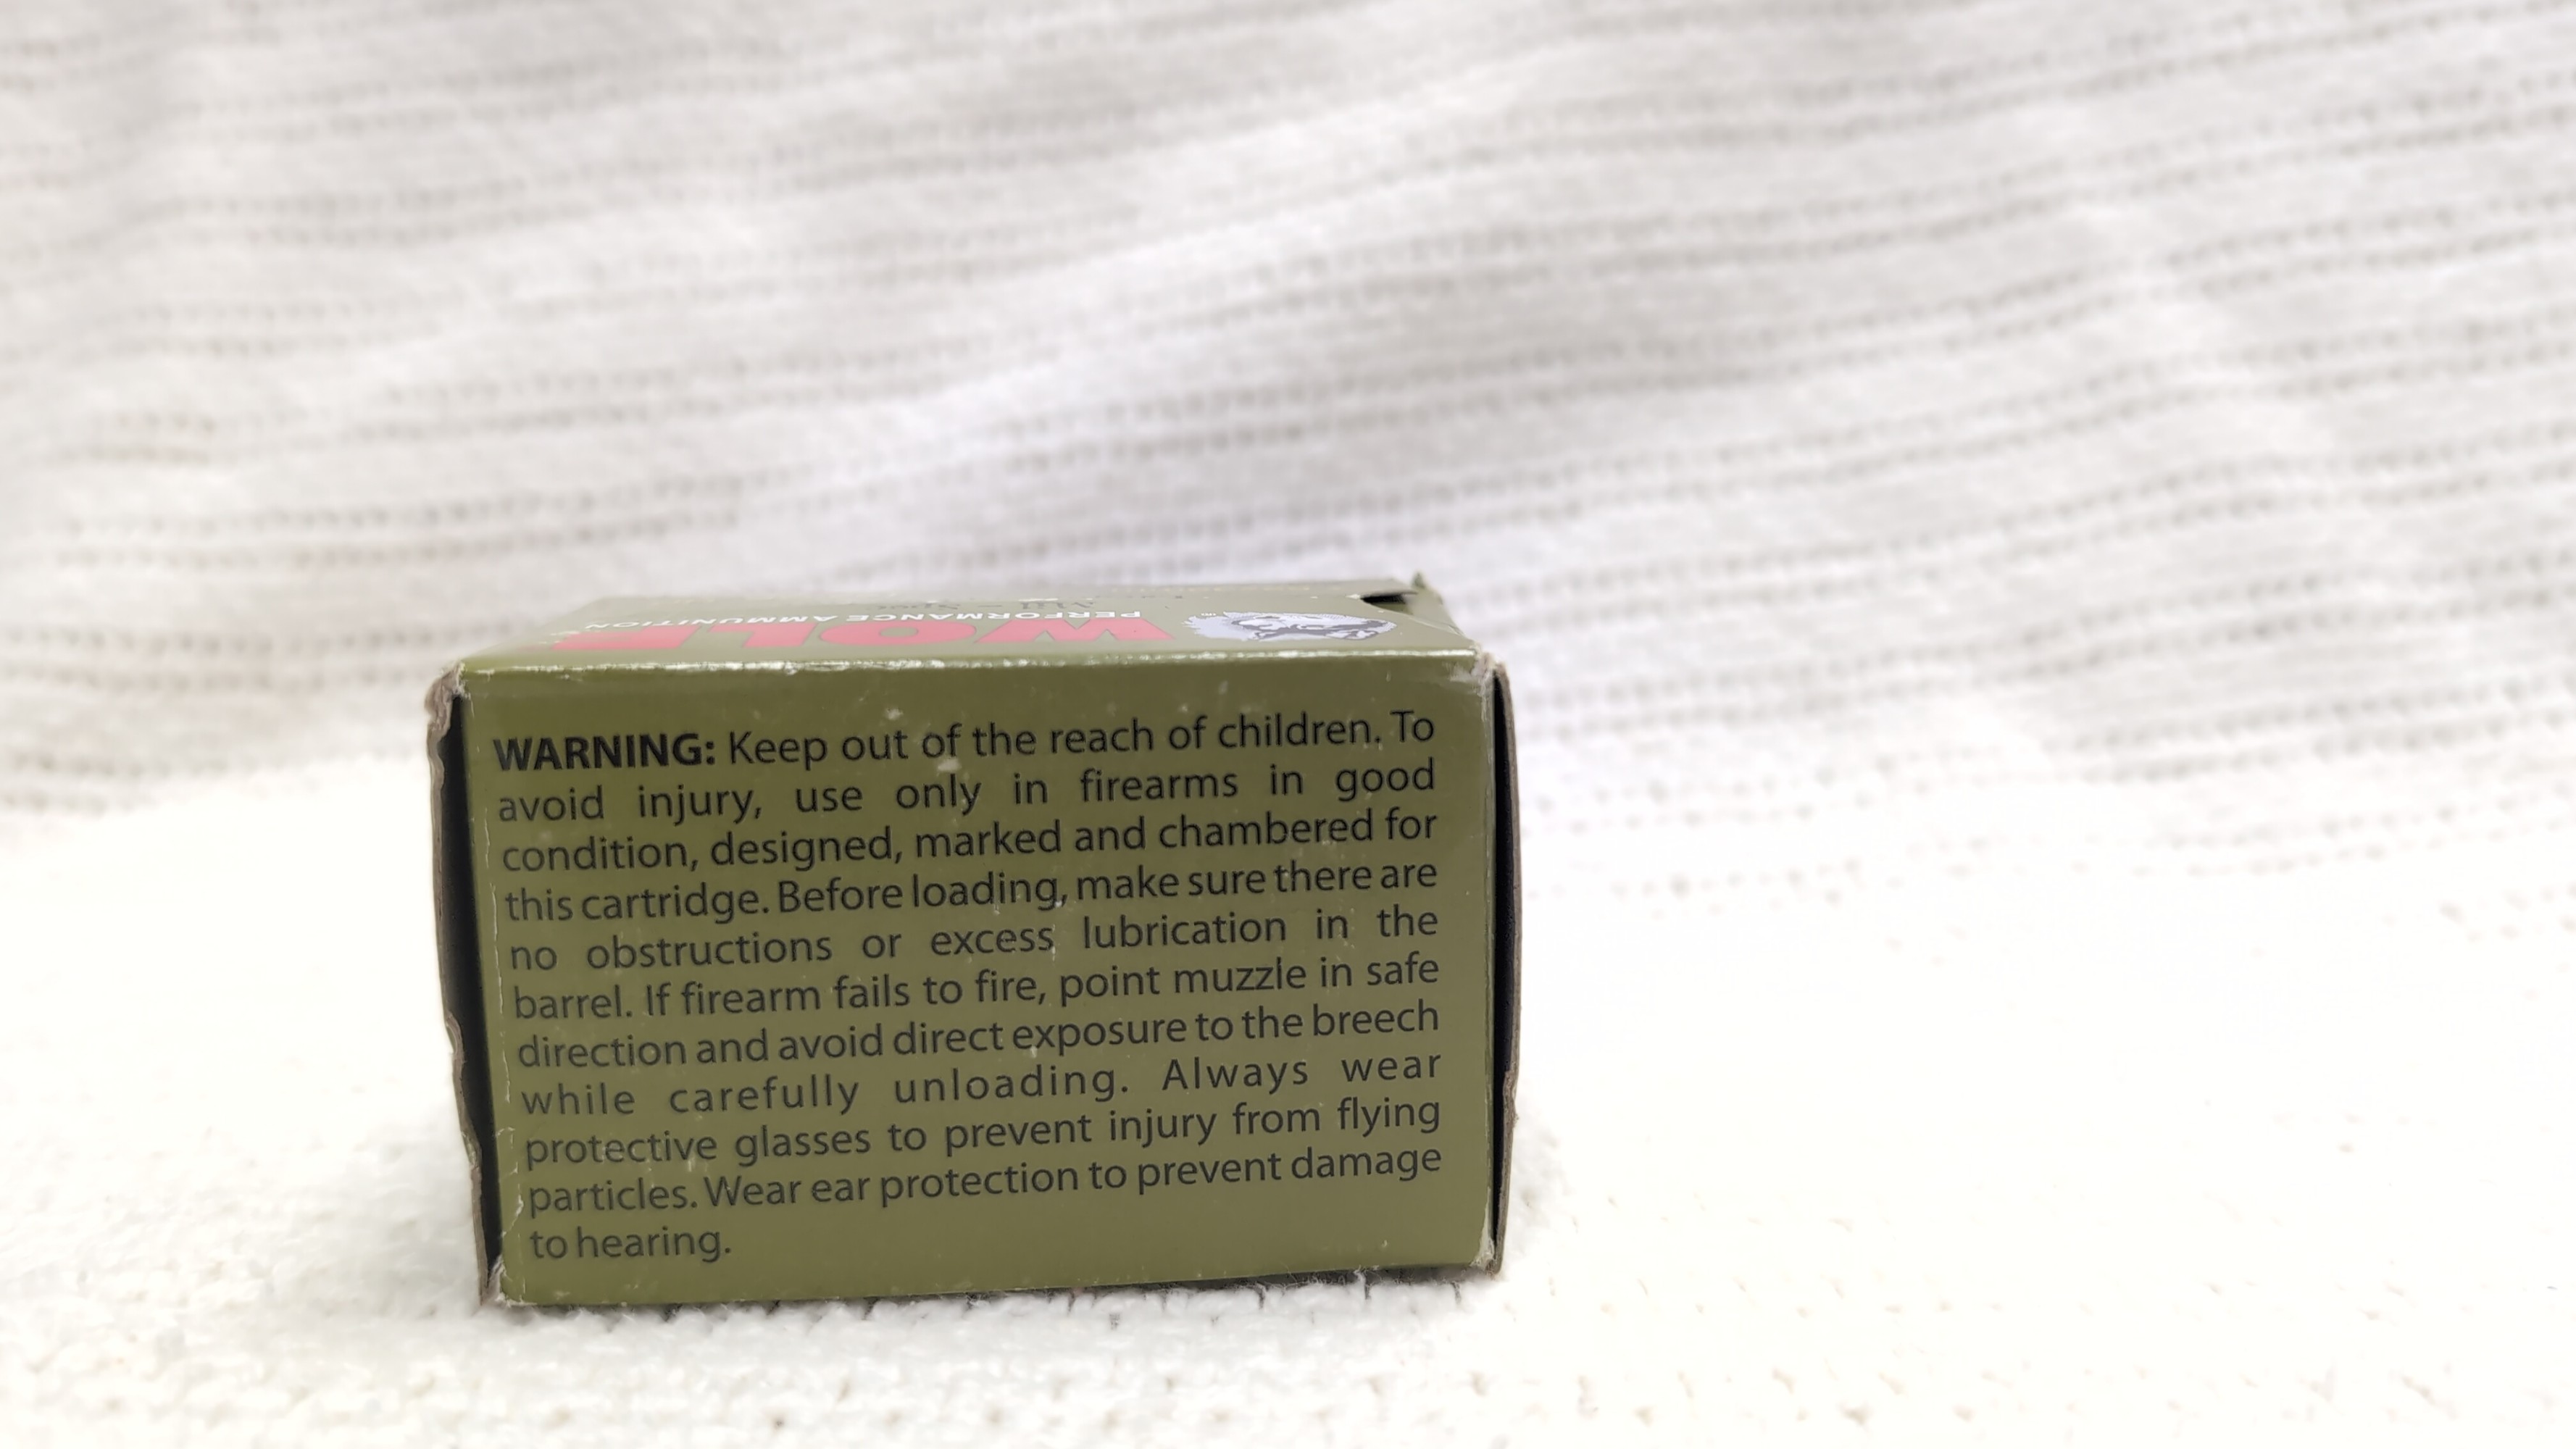 WOLF
PERFORMANCE AMMUNITION
WARNING: Keep out of the reach of children. To
avoid injury, use only in firearms in good
condition, designed, marked and chambered for
this cartridge. Before loading, make sure there are
no obstructions or excess lubrication in the
barrel. If firearm fails to fire, point muzzle in safe
direction and avoid direct exposure to the breech
while carefully unloading. Always wear
protective glasses to prevent injury from flying
particles. Wear ear protection to prevent damage
to hearing.